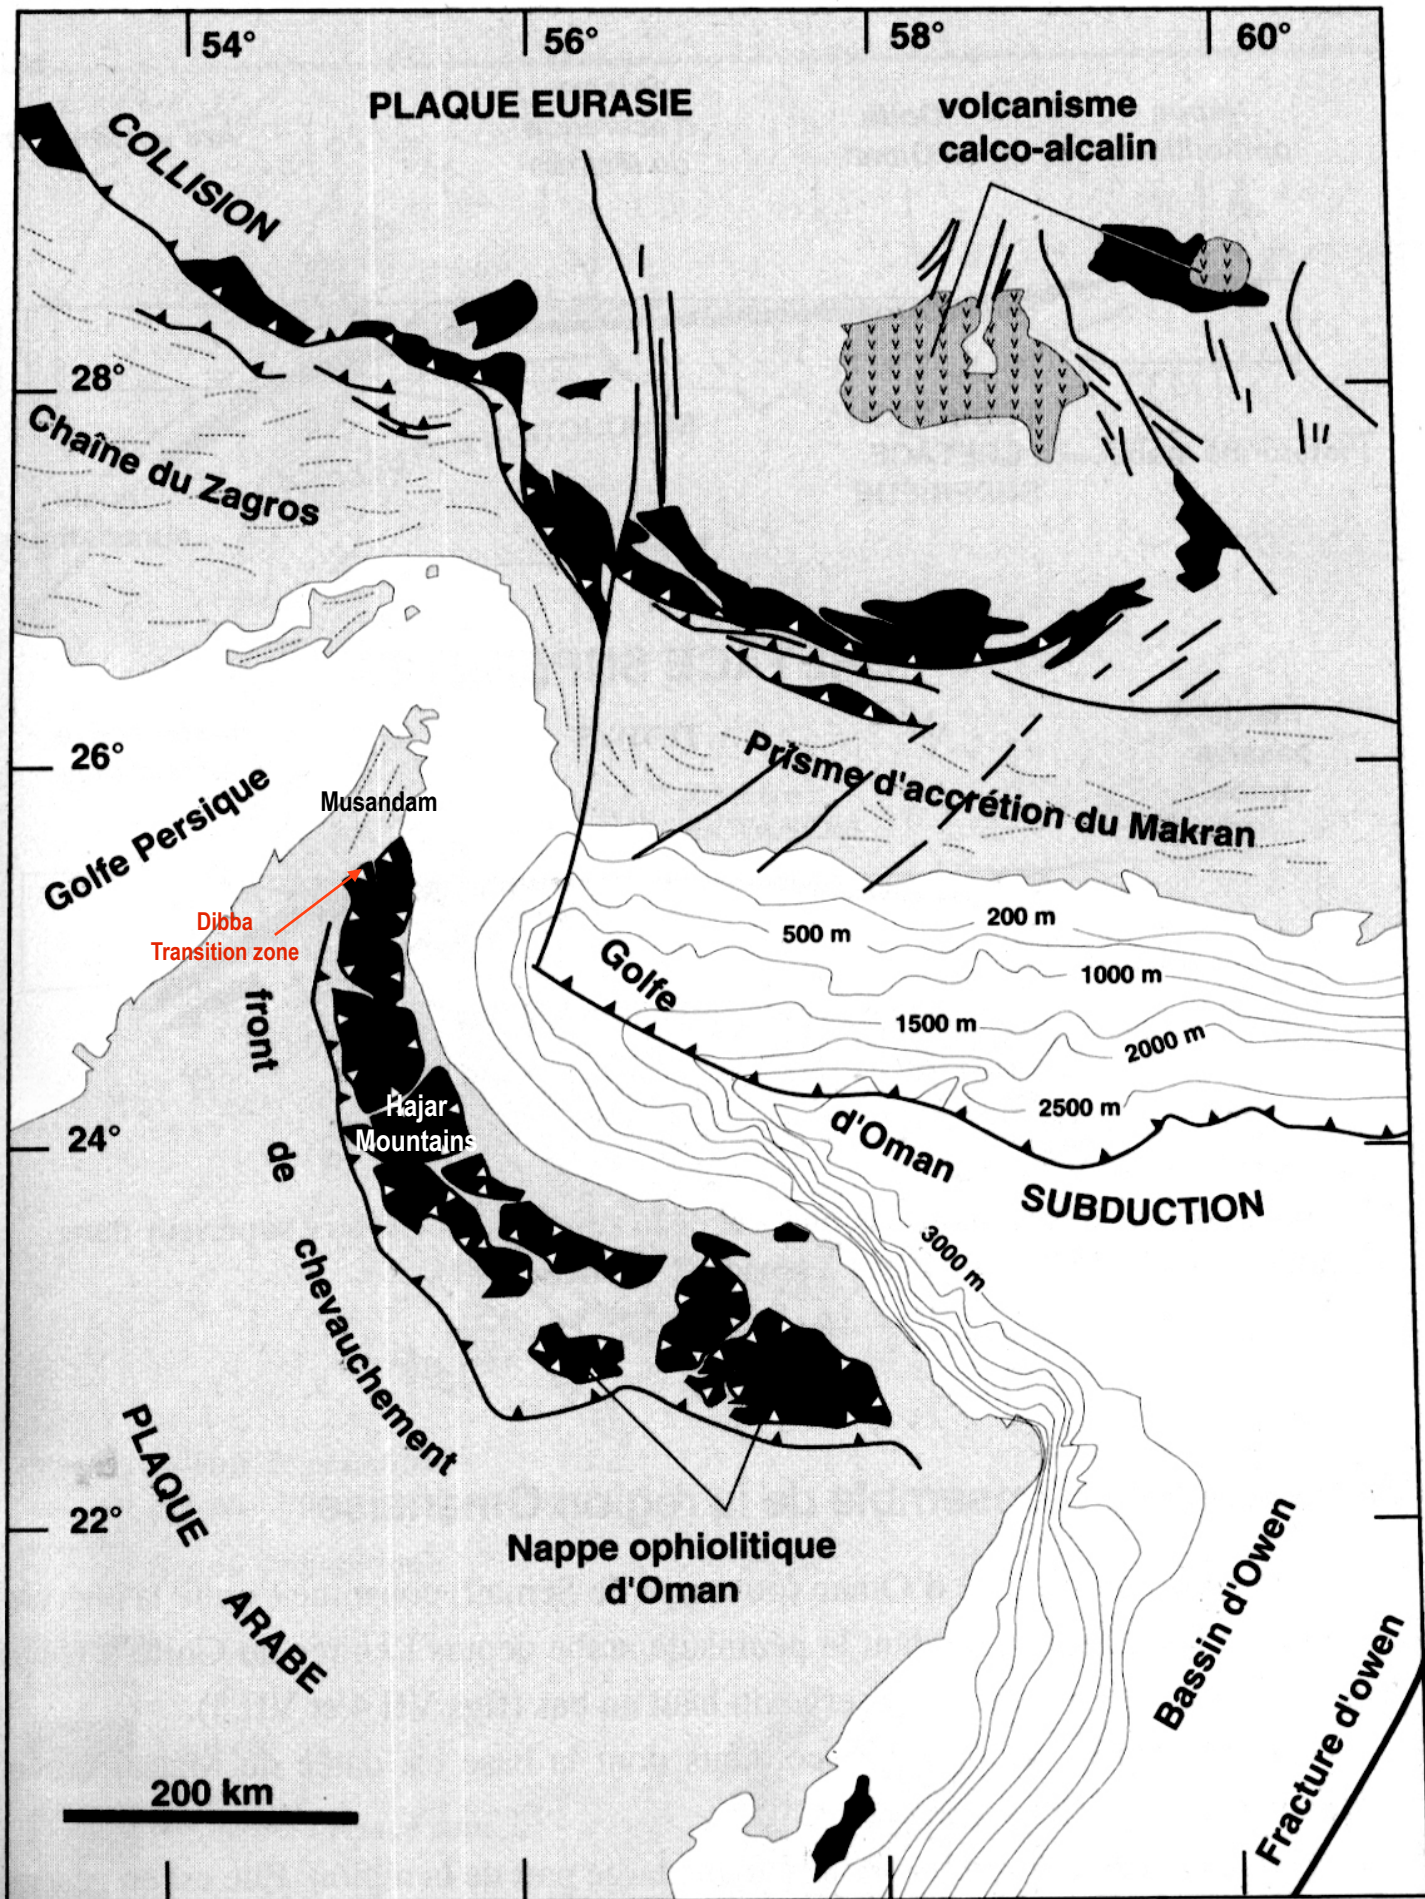 54°
56°
58°
60°
PLAQUE EURASIE
volcanisme
calco-alcalin
COLLISION
28°
Chaîne du Zagros
26°
Golfe Persique
Musandam
Prisme d'accrétion du Makran
Dibba
Transition zone
200 m
500 m
1000 m
1500 m
2000 m
2500 m
3000 m
Golfe
d'Oman
SUBDUCTION
24°
Hajar
Mountains
front de chevauchement
22°
PLAQUE ARABE
Nappe ophiolitique
d'Oman
Bassin d'Owen
Fracture d'owen
200 km